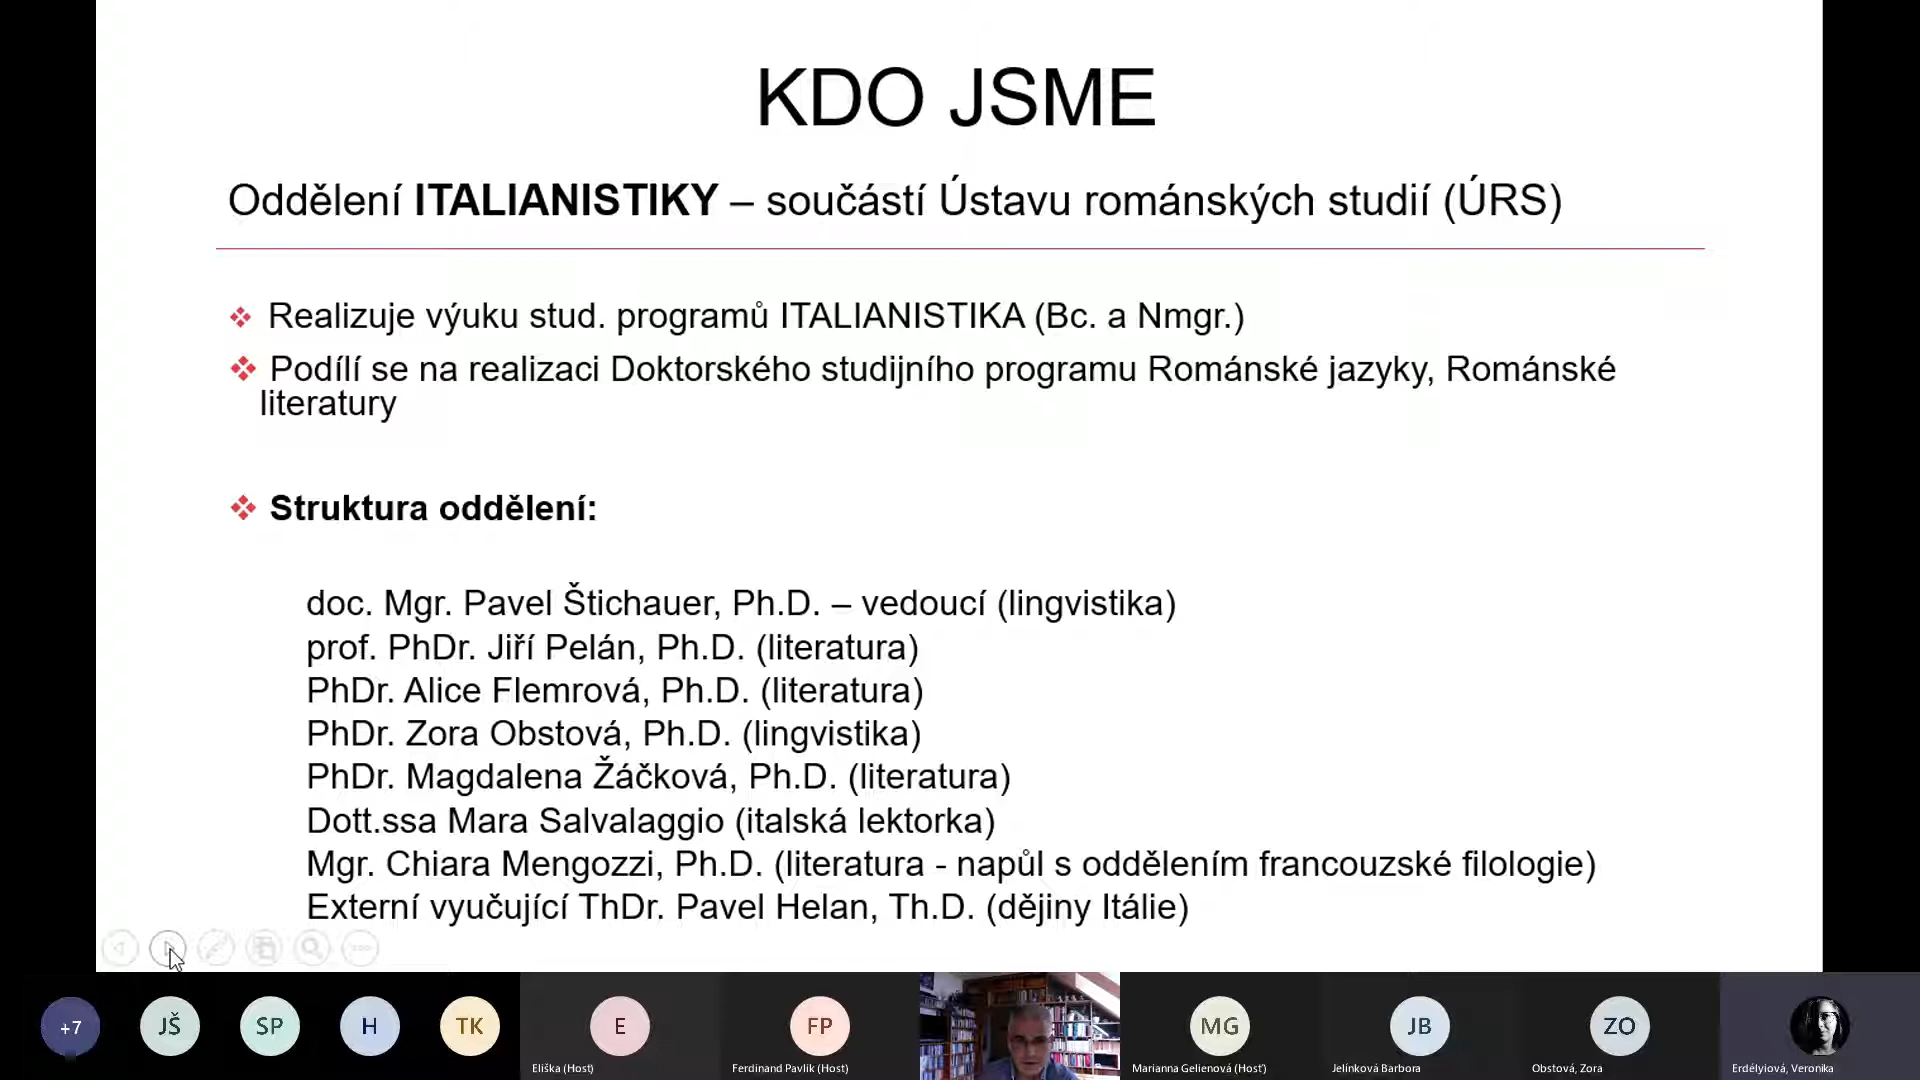 KDO JSME
Oddělení ITALIANISTIKY – součástí Ústavu románských studií (ÚRS)
❖ Realizuje výuku stud. programů ITALIANISTIKA (Bc. a Nmgr.)
❖ Podílí se na realizaci Doktorského studijního programu Románské jazyky, Románské
literatury
❖ Struktura oddělení:
doc. Mgr. Pavel Štichauer, Ph.D. – vedoucí (lingvistika)
prof. PhDr. Jiří Pelán, Ph.D. (literatura)
PhDr. Alice Flemrová, Ph.D. (literatura)
PhDr. Zora Obstová, Ph.D. (lingvistika)
PhDr. Magdalena Žáčková, Ph.D. (literatura)
Dott.ssa Mara Salvalaggio (italská lektorka)
Mgr. Chiara Mengozzi, Ph.D. (literatura - napůl s oddělením francouzské filologie)
Externí vyučující ThDr. Pavel Helan, Th.D. (dějiny Itálie)
+7 JŠ SP H TK E FP MG JB ZO
Eliška (Host) Ferdinand Pavlík (Host) Marianna Gelienová (Hosť) Jelínková Barbora Obstová, Zora Erdélyiová, Veronika